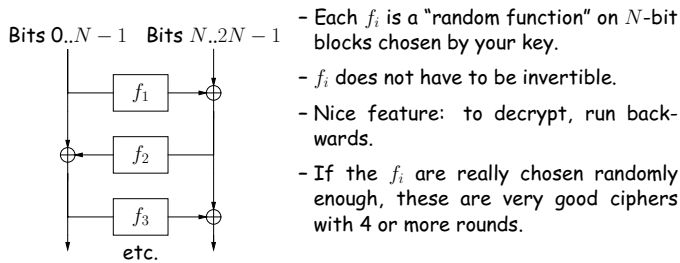 Bits 0..N − 1 Bits N..2N − 1
f₁
f₂
f₃
etc.
– Each fᵢ is a “random function” on N-bit
blocks chosen by your key.
– fᵢ does not have to be invertible.
– Nice feature: to decrypt, run back-
wards.
– If the fᵢ are really chosen randomly
enough, these are very good ciphers
with 4 or more rounds.